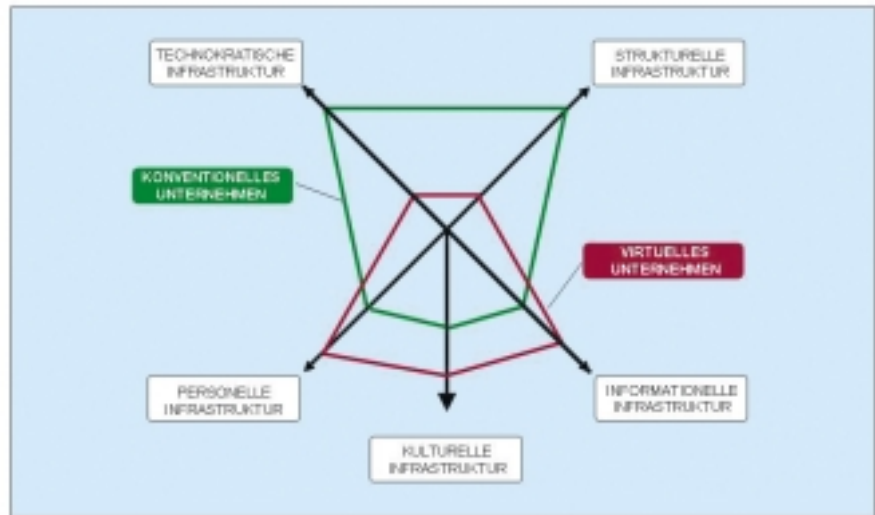 TECHNOKRATISCHE
INFRASTRUKTUR
STRUKTURELLE
INFRASTRUKTUR
KONVENTIONELLES
UNTERNEHMEN
VIRTUELLES
UNTERNEHMEN
PERSONELLE
INFRASTRUKTUR
INFORMATIONELLE
INFRASTRUKTUR
KULTURELLE
INFRASTRUKTUR